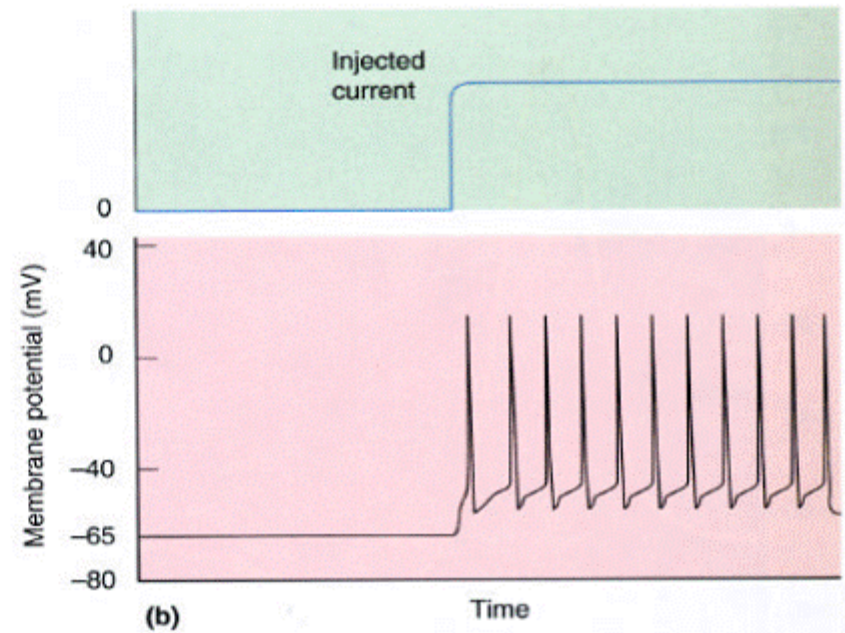 Injected
current
0
40
0
–40
–65
–80
Membrane potential (mV)
(b)
Time